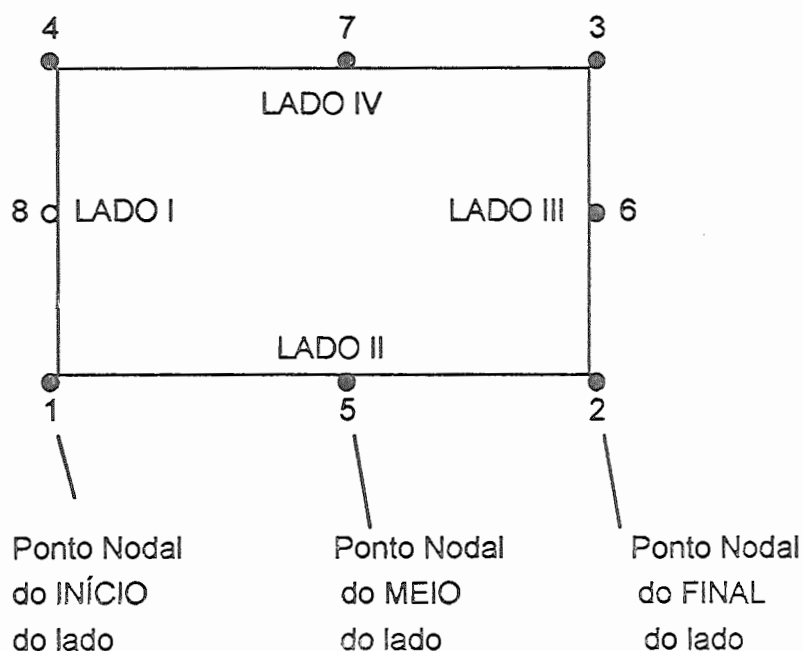 4 7 3
LADO IV
8 LADO I LADO III 6
LADO II
1 5 2
Ponto Nodal
do INÍCIO
do lado
Ponto Nodal
do MEIO
do lado
Ponto Nodal
do FINAL
do lado